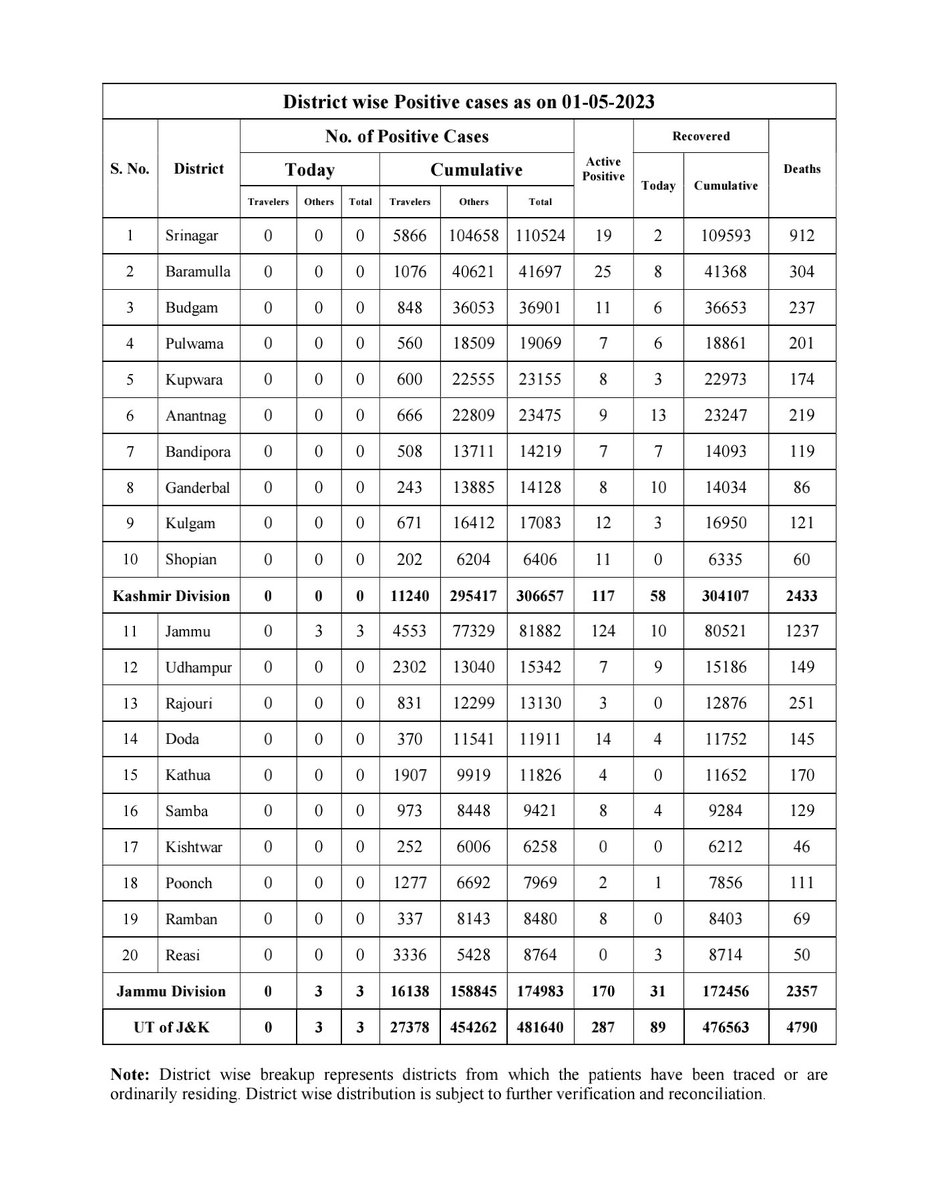 District wise Positive cases as on 01-05-2023
S. No. District No. of Positive Cases Active Positive Recovered Deaths
Today Cumulative Today Cumulative
Travelers Others Total Travelers Others Total
1 Srinagar 0 0 0 5866 104658 110524 19 2 109593 912
2 Baramulla 0 0 0 1076 40621 41697 25 8 41368 304
3 Budgam 0 0 0 848 36053 36901 11 6 36653 237
4 Pulwama 0 0 0 560 18509 19069 7 6 18861 201
5 Kupwara 0 0 0 600 22555 23155 8 3 22973 174
6 Anantnag 0 0 0 666 22809 23475 9 13 23247 219
7 Bandipora 0 0 0 508 13711 14219 7 7 14093 119
8 Ganderbal 0 0 0 243 13885 14128 8 10 14034 86
9 Kulgam 0 0 0 671 16412 17083 12 3 16950 121
10 Shopian 0 0 0 202 6204 6406 11 0 6335 60
Kashmir Division 0 0 0 11240 295417 306657 117 58 304107 2433
11 Jammu 0 3 3 4553 77329 81882 124 10 80521 1237
12 Udhampur 0 0 0 2302 13040 15342 7 9 15186 149
13 Rajouri 0 0 0 831 12299 13130 3 0 12876 251
14 Doda 0 0 0 370 11541 11911 14 4 11752 145
15 Kathua 0 0 0 1907 9919 11826 4 0 11652 170
16 Samba 0 0 0 973 8448 9421 8 4 9284 129
17 Kishtwar 0 0 0 252 6006 6258 0 0 6212 46
18 Poonch 0 0 0 1277 6692 7969 2 1 7856 111
19 Ramban 0 0 0 337 8143 8480 8 0 8403 69
20 Reasi 0 0 0 3336 5428 8764 0 3 8714 50
Jammu Division 0 3 3 16138 158845 174983 170 31 172456 2357
UT of J&K 0 3 3 27378 454262 481640 287 89 476563 4790
Note: District wise breakup represents districts from which the patients have been traced or are
ordinarily residing. District wise distribution is subject to further verification and reconciliation.